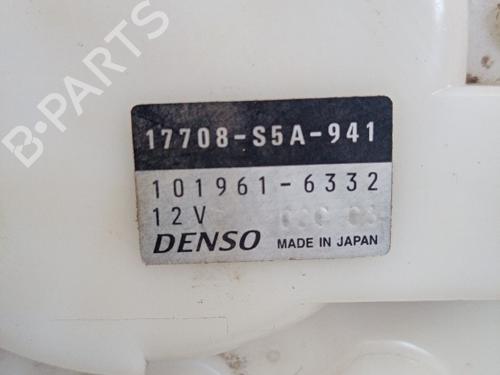 B-PARTS
17708-S5A-941
101961-6332
12V
DENSO MADE IN JAPAN